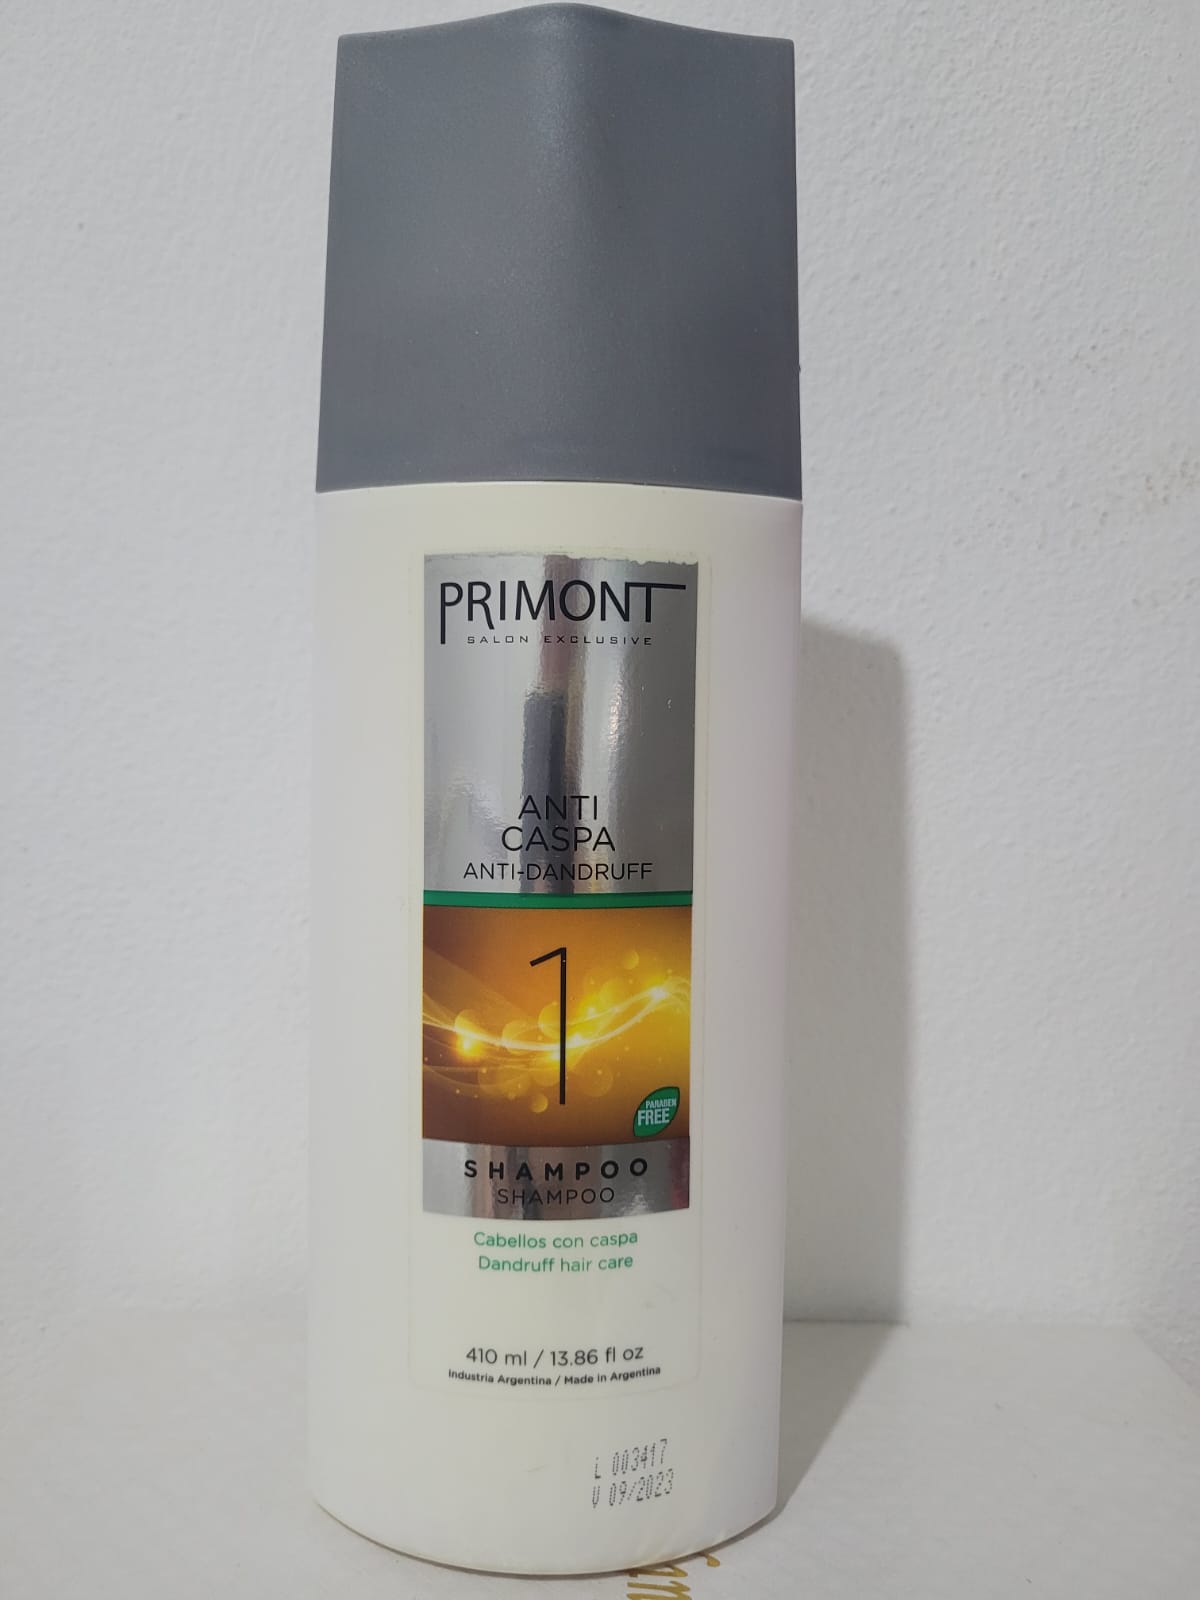 PRIMONT
SALON EXCLUSIVE
ANTI
CASPA
ANTI-DANDRUFF
1
PARABEN
FREE
SHAMPOO
SHAMPOO
Cabellos con caspa
Dandruff hair care
410 ml / 13.86 fl oz
Industria Argentina / Made in Argentina
L 003417
V 09/2023